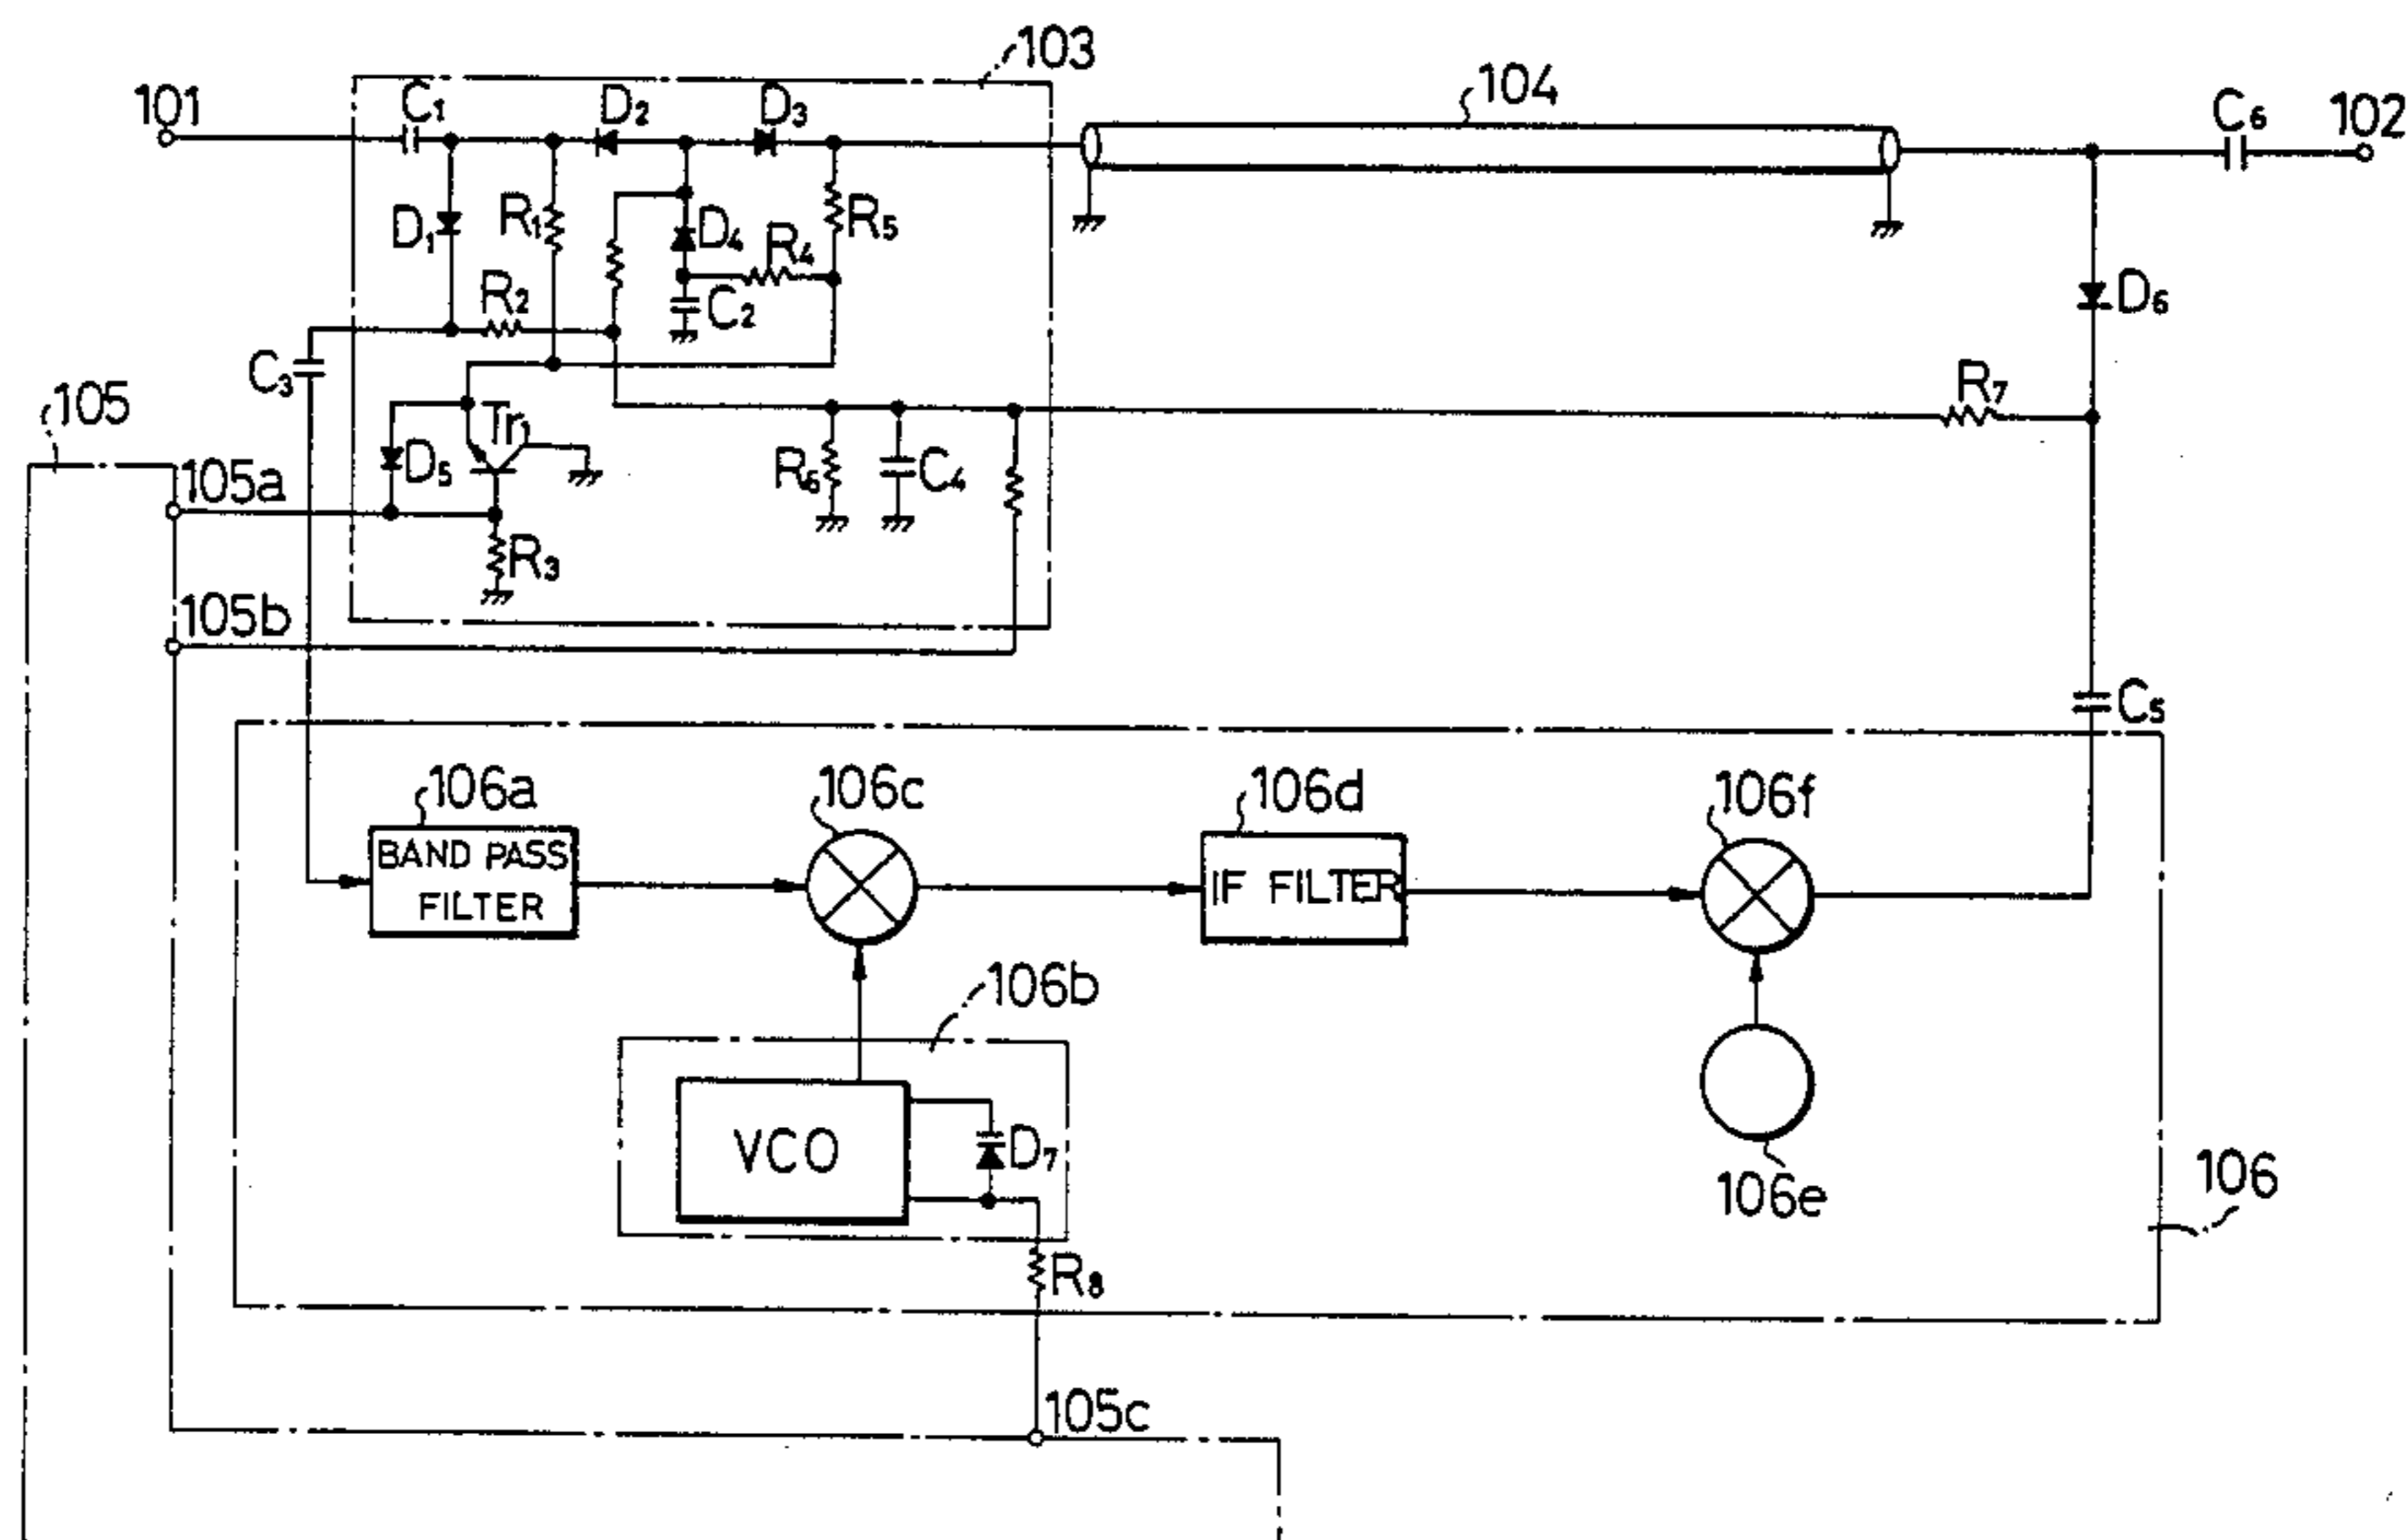 103
101
C₁
D₂
D₃
104
C₆
102
D₁
R₁
D₄
R₄
R₅
R₂
C₂
D₆
C₃
R₇
105
Tr₁
D₅
R₆
C₄
105a
R₃
105b
C₅
106a
106c
106d
106f
BAND PASS
FILTER
IF FILTER
106b
VCO
D₇
106e
106
R₈
105c